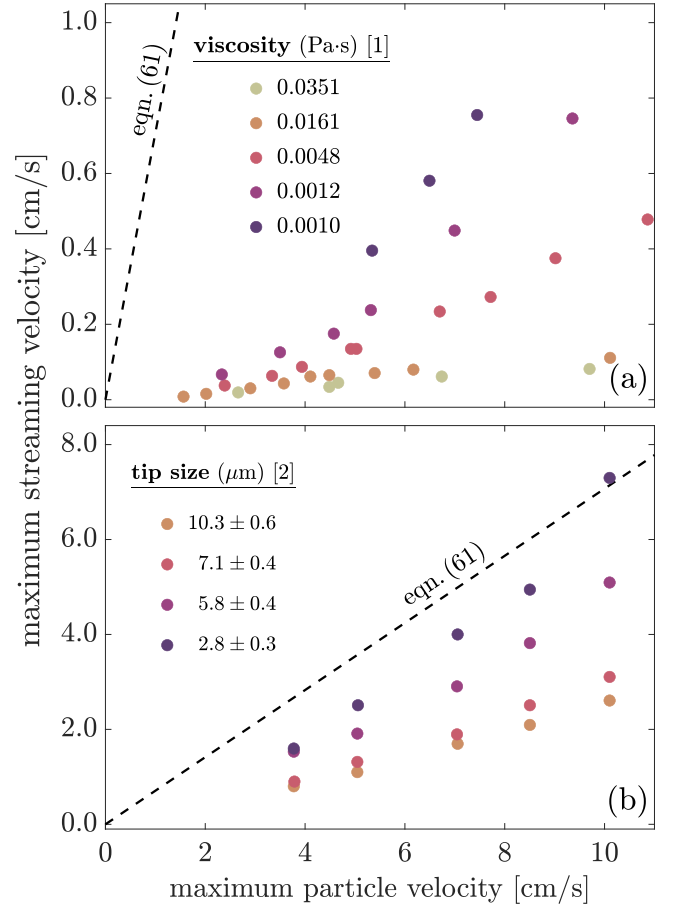 maximum streaming velocity [cm/s]
1.0
0.8
0.6
0.4
0.2
0.0
eqn. (61)
viscosity (Pa·s) [1]
0.0351
0.0161
0.0048
0.0012
0.0010
(a)
8.0
6.0
4.0
2.0
0.0
tip size (μm) [2]
10.3 ± 0.6
7.1 ± 0.4
5.8 ± 0.4
2.8 ± 0.3
eqn. (61)
(b)
0 2 4 6 8 10
maximum particle velocity [cm/s]